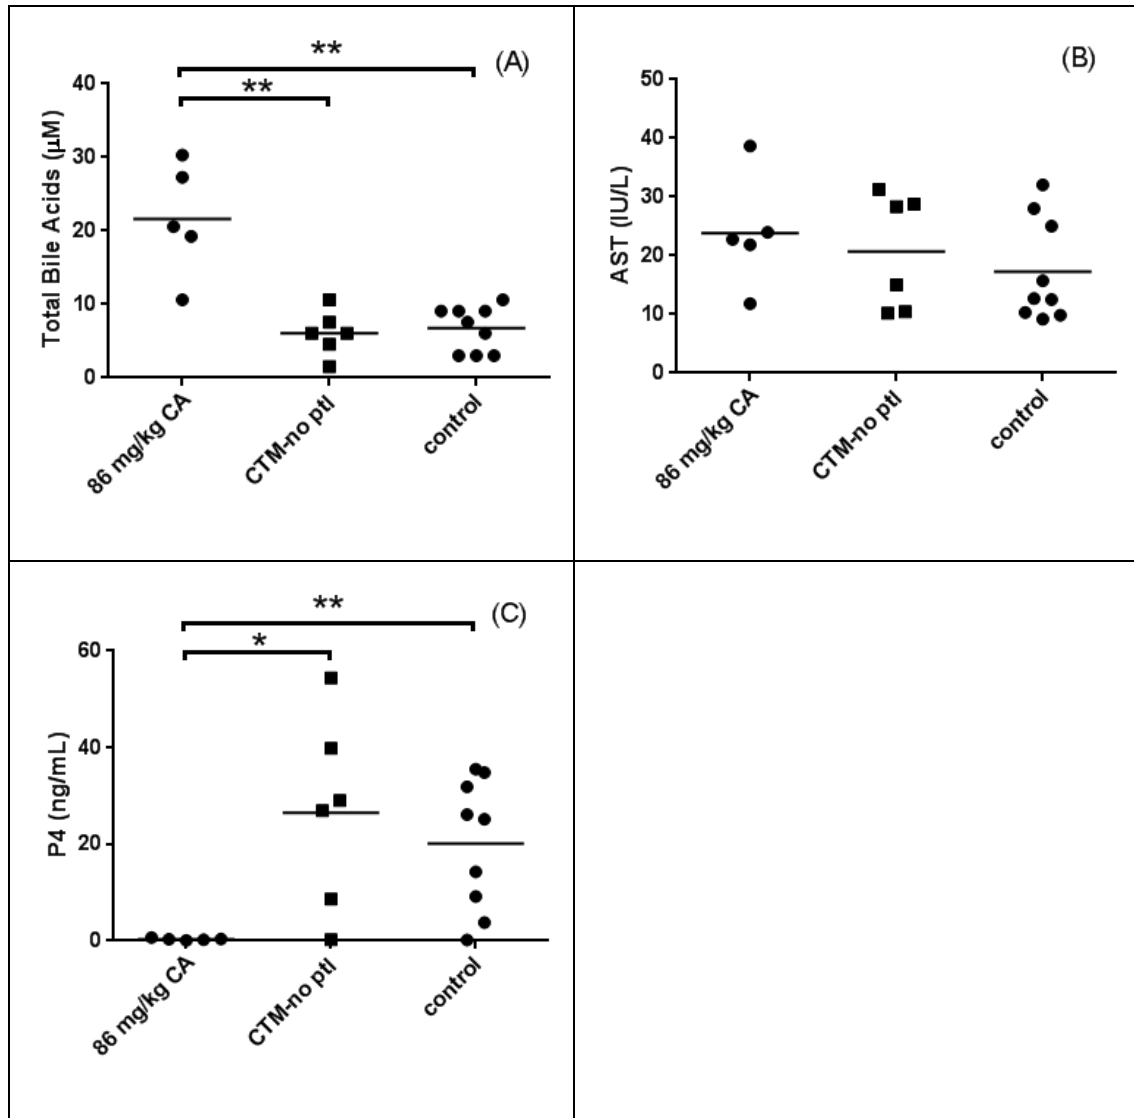 (A)
**
**
40
30
20
10
0
Total Bile Acids (µM)
86 mg/kg CA
CTM-no ptl
control
(B)
50
40
30
20
10
0
AST (IU/L)
86 mg/kg CA
CTM-no ptl
control
(C)
**
*
60
40
20
0
P4 (ng/mL)
86 mg/kg CA
CTM-no ptl
control